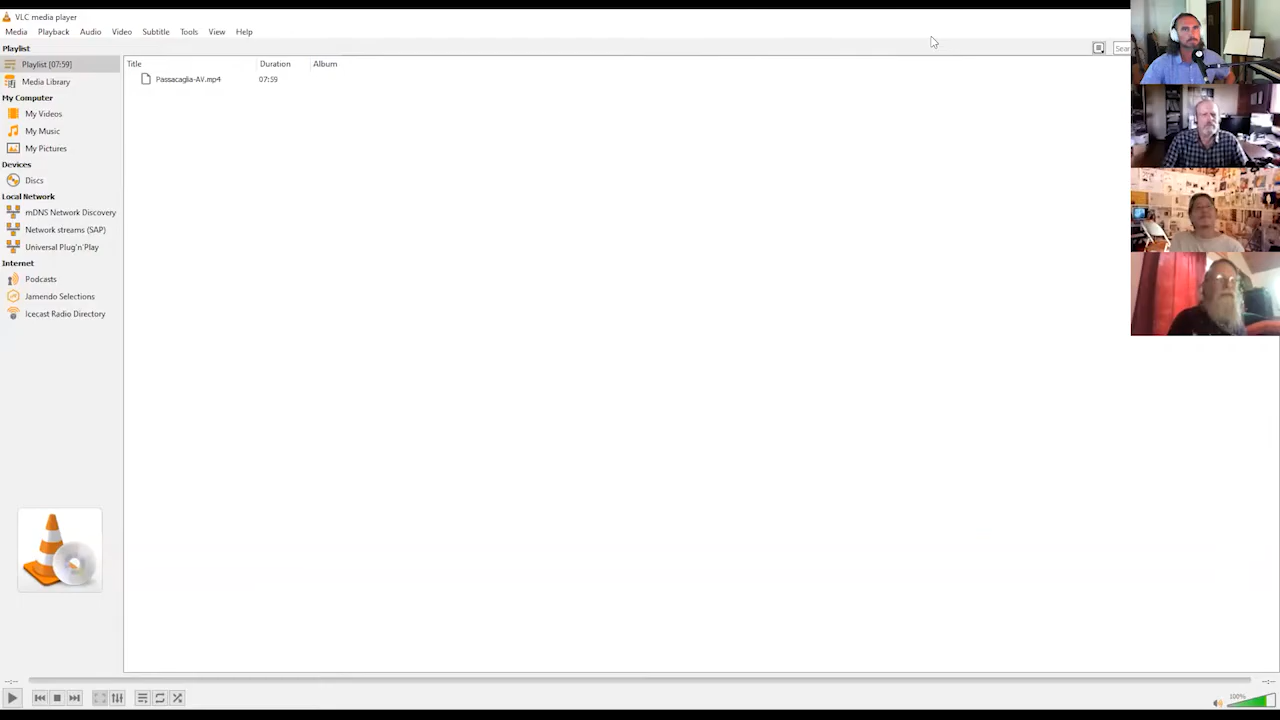 VLC media player
Media Playback Audio Video Subtitle Tools View Help
Playlist
Playlist [07:59]
Media Library
My Computer
My Videos
My Music
My Pictures
Devices
Discs
Local Network
mDNS Network Discovery
Network streams (SAP)
Universal Plug'n'Play
Internet
Podcasts
Jamendo Selections
Icecast Radio Directory
Title Duration Album
Passacaglia-AV.mp4 07:59
Sear
--:-- --:--
100%